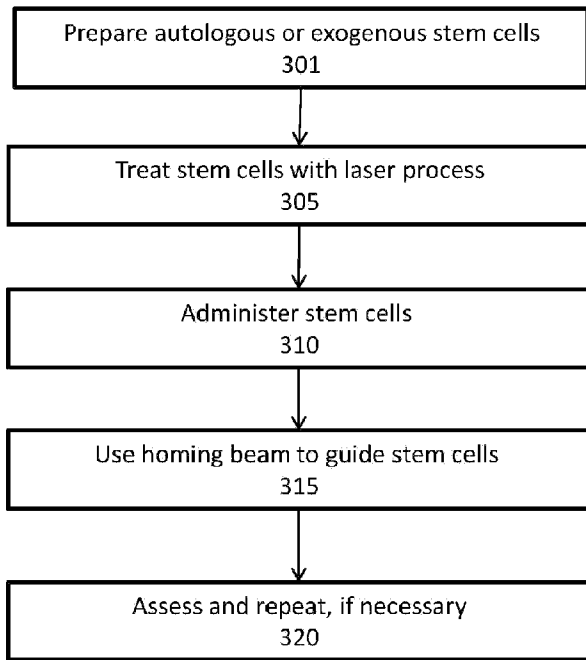 Prepare autologous or exogenous stem cells
301
Treat stem cells with laser process
305
Administer stem cells
310
Use homing beam to guide stem cells
315
Assess and repeat, if necessary
320